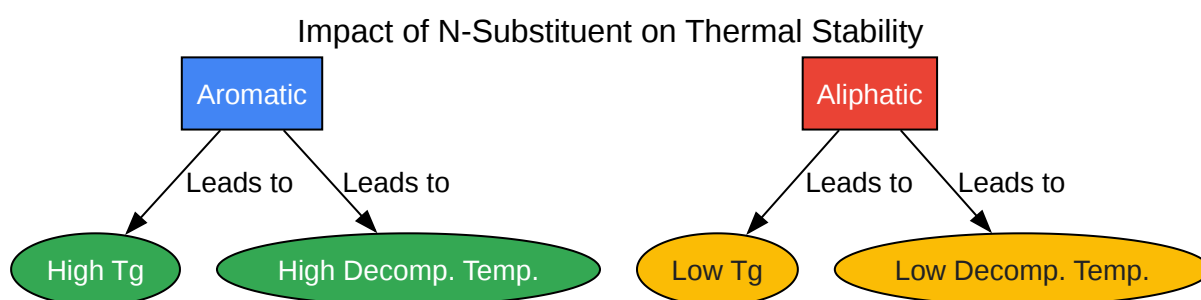 Impact of N-Substituent on Thermal Stability
Aromatic
Aliphatic
Leads to
Leads to
Leads to
Leads to
High Tg
High Decomp. Temp.
Low Tg
Low Decomp. Temp.